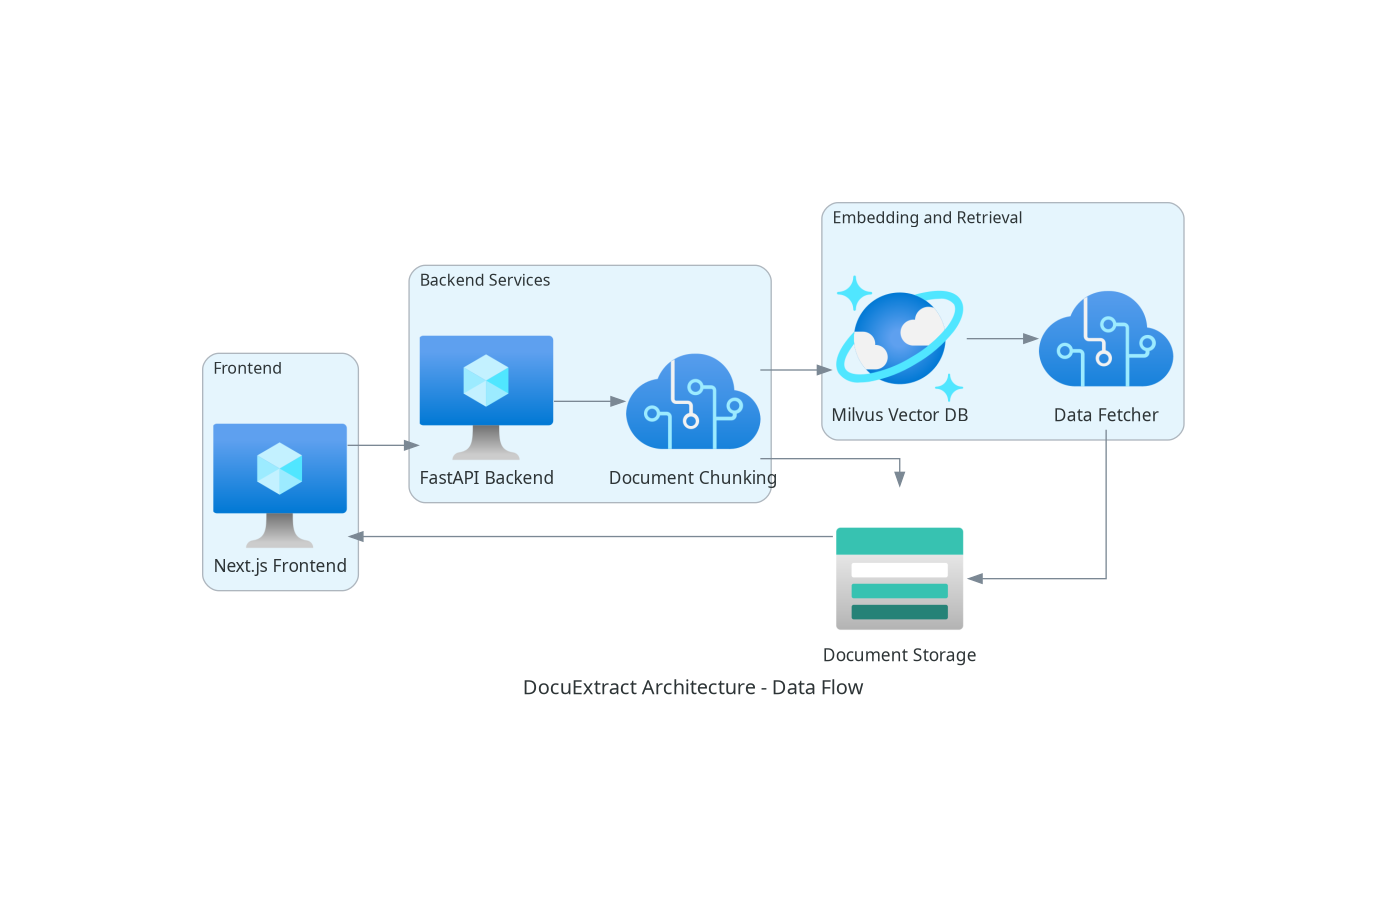 Embedding and Retrieval
Backend Services
Frontend
Milvus Vector DB
Data Fetcher
FastAPI Backend
Document Chunking
Next.js Frontend
Document Storage
DocuExtract Architecture - Data Flow